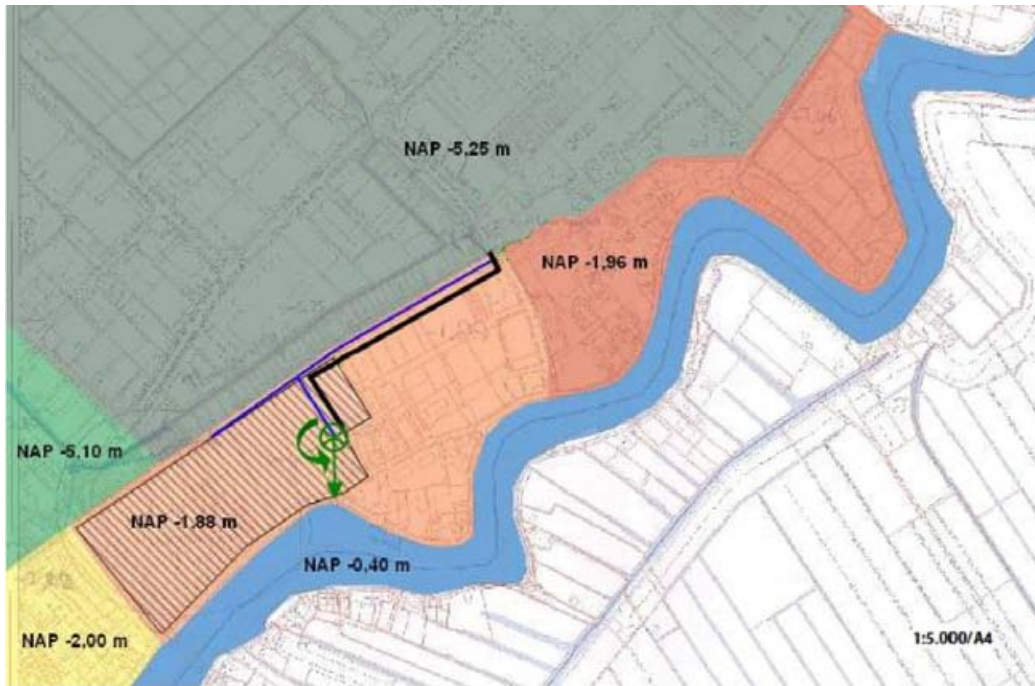 NAP -5,25 m
NAP -1,96 m
NAP -5,10 m
NAP -1,88 m
NAP -0,40 m
NAP -2,00 m
1:5.000/A4